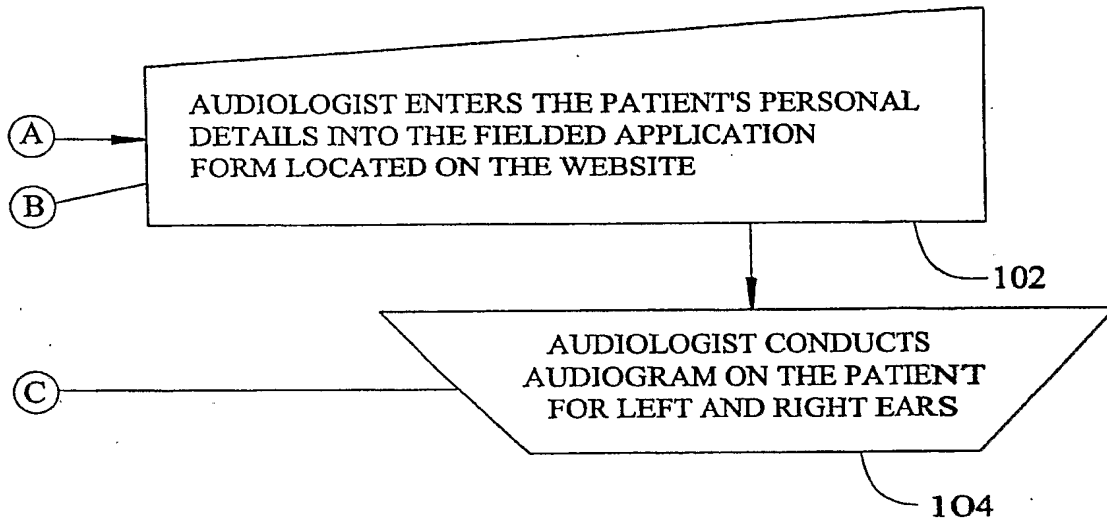 AUDIOLOGIST ENTERS THE PATIENT'S PERSONAL
DETAILS INTO THE FIELDED APPLICATION
FORM LOCATED ON THE WEBSITE
A
B
102
AUDIOLOGIST CONDUCTS
AUDIOGRAM ON THE PATIENT
FOR LEFT AND RIGHT EARS
C
104